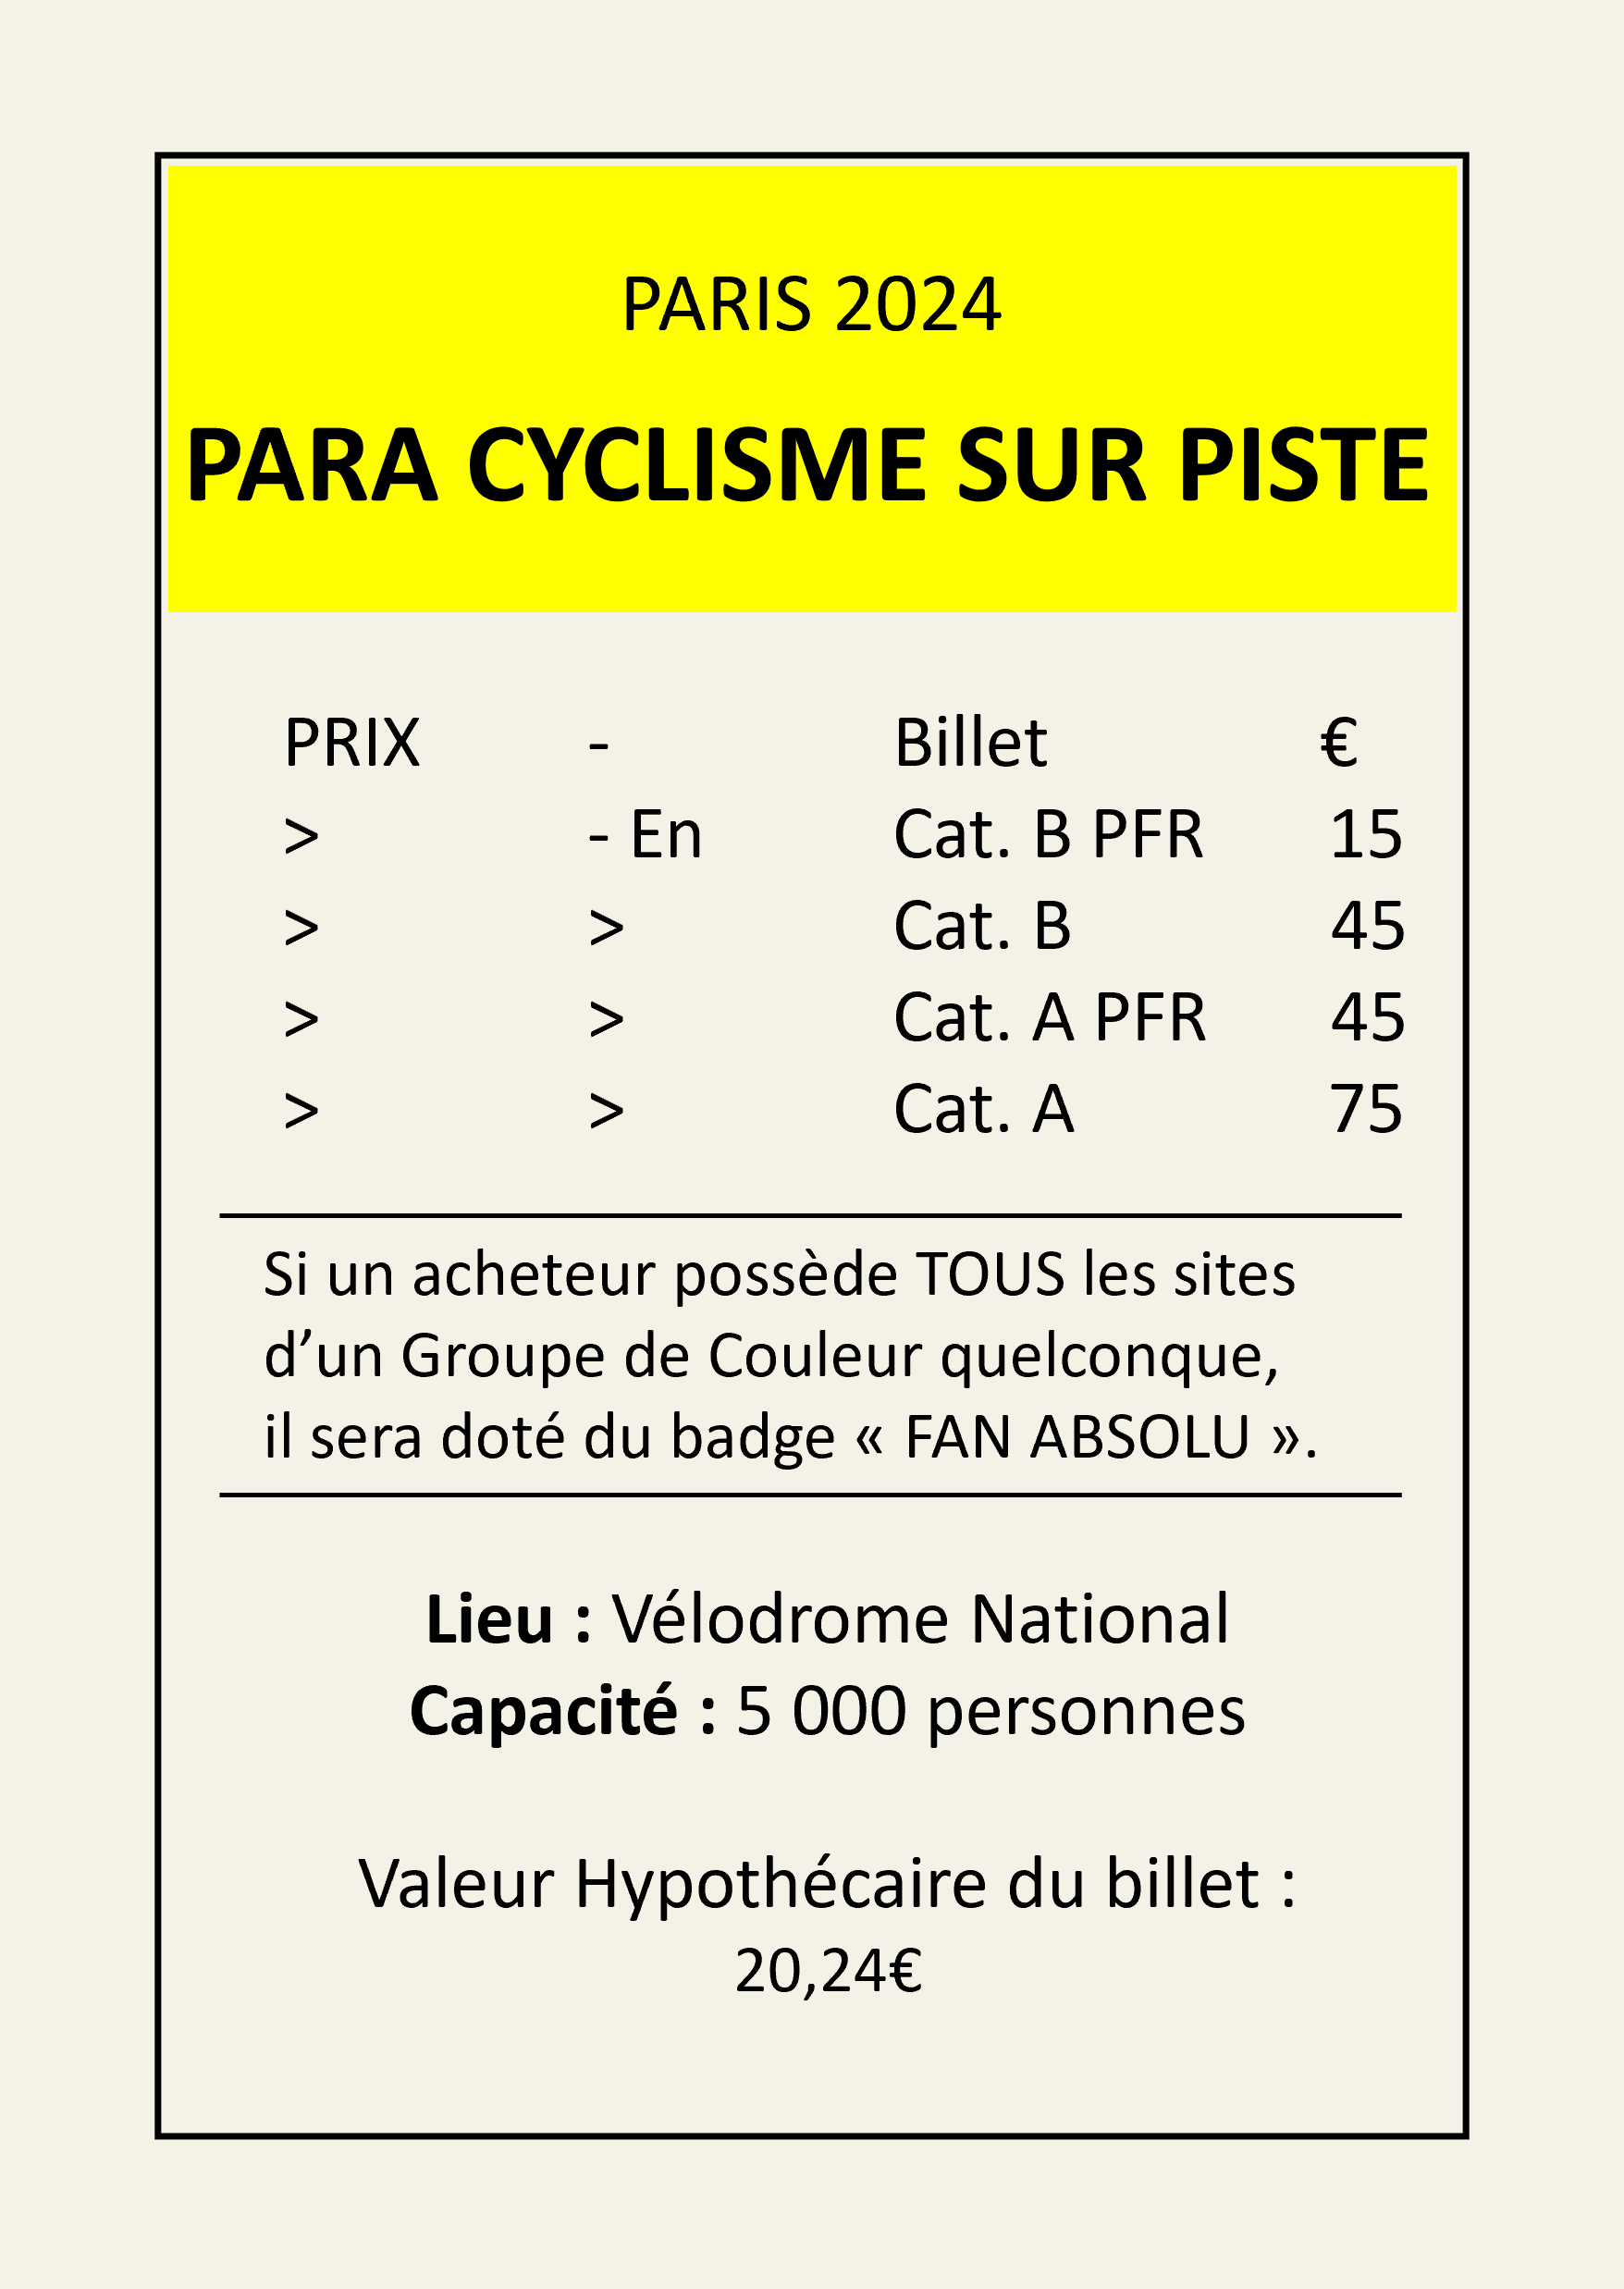 PARIS 2024
PARA CYCLISME SUR PISTE
PRIX - Billet €
> - En Cat. B PFR 15
> > Cat. B 45
> > Cat. A PFR 45
> > Cat. A 75
Si un acheteur possède TOUS les sites
d’un Groupe de Couleur quelconque,
il sera doté du badge « FAN ABSOLU ».
Lieu : Vélodrome National
Capacité : 5 000 personnes
Valeur Hypothécaire du billet :
20,24€